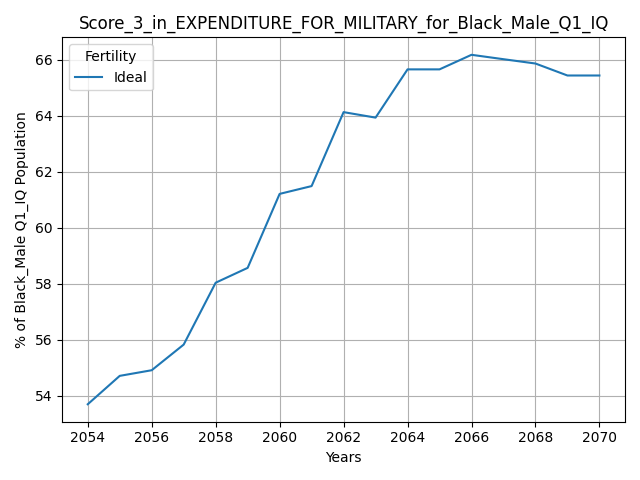 Score_3_in_EXPENDITURE_FOR_MILITARY_for_Black_Male_Q1_IQ
Fertility
Ideal
% of Black_Male Q1_IQ Population
66
64
62
60
58
56
54
2054 2056 2058 2060 2062 2064 2066 2068 2070
Years